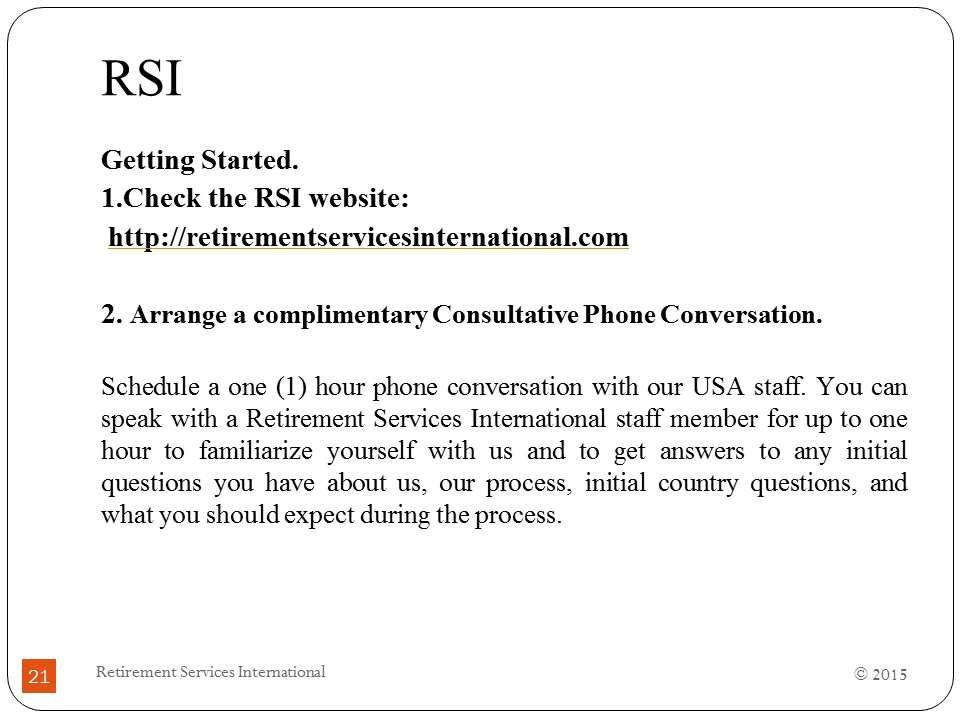 RSI
Getting Started.
1.Check the RSI website:
http://retirementservicesinternational.com
2. Arrange a complimentary Consultative Phone Conversation.
Schedule a one (1) hour phone conversation with our USA staff. You can
speak with a Retirement Services International staff member for up to one
hour to familiarize yourself with us and to get answers to any initial
questions you have about us, our process, initial country questions, and
what you should expect during the process.
21
Retirement Services International
© 2015